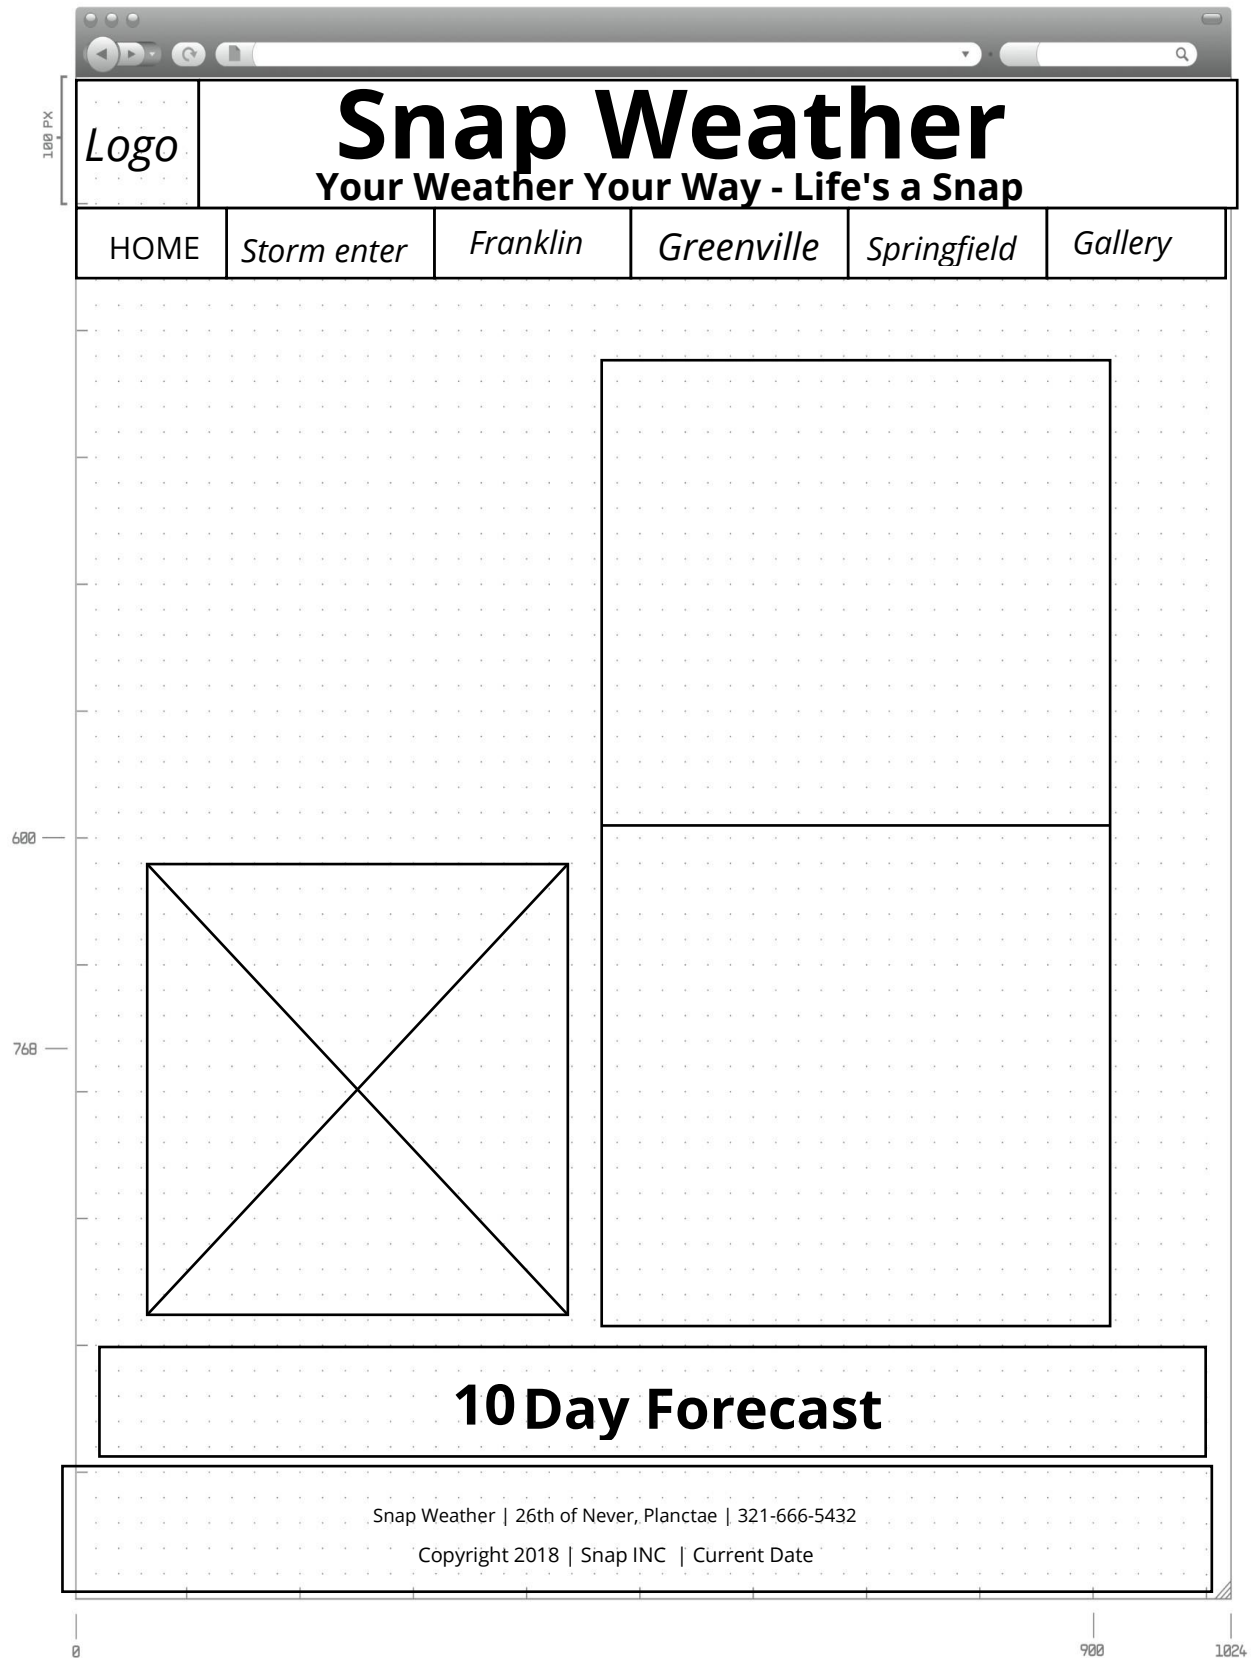 100 PX
Logo
Snap Weather
Your Weather Your Way - Life's a Snap
HOME Storm enter Franklin Greenville Springfield Gallery
600
768
10 Day Forecast
Snap Weather | 26th of Never, Planctae | 321-666-5432
Copyright 2018 | Snap INC | Current Date
0 900 1024